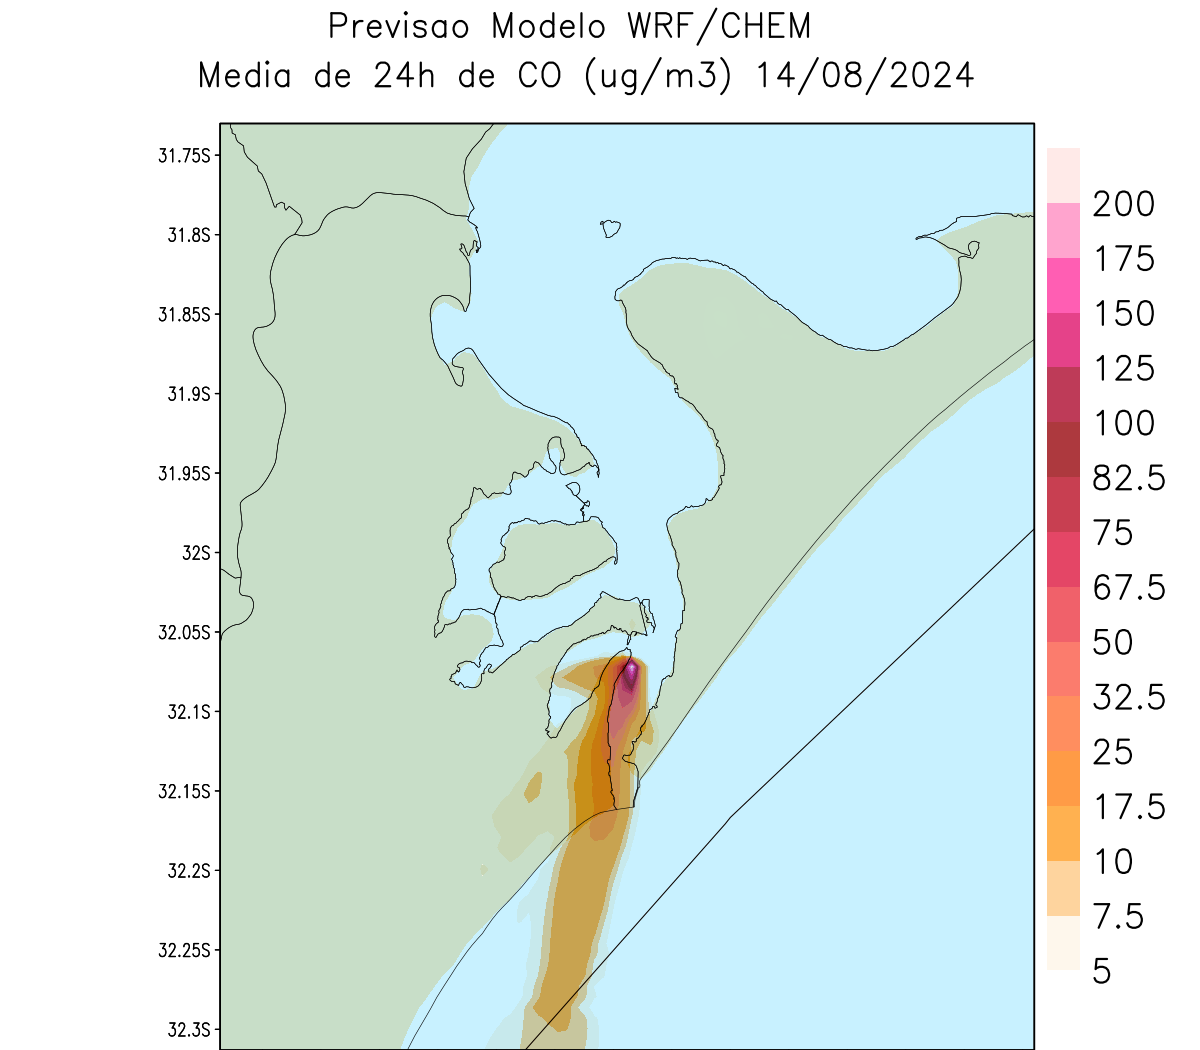 Previsao Modelo WRF/CHEM
Media de 24h de CO (ug/m3) 14/08/2024
31.75S
31.8S
31.85S
31.9S
31.95S
32S
32.05S
32.1S
32.15S
32.2S
32.25S
32.3S
200
175
150
125
100
82.5
75
67.5
50
32.5
25
17.5
10
7.5
5